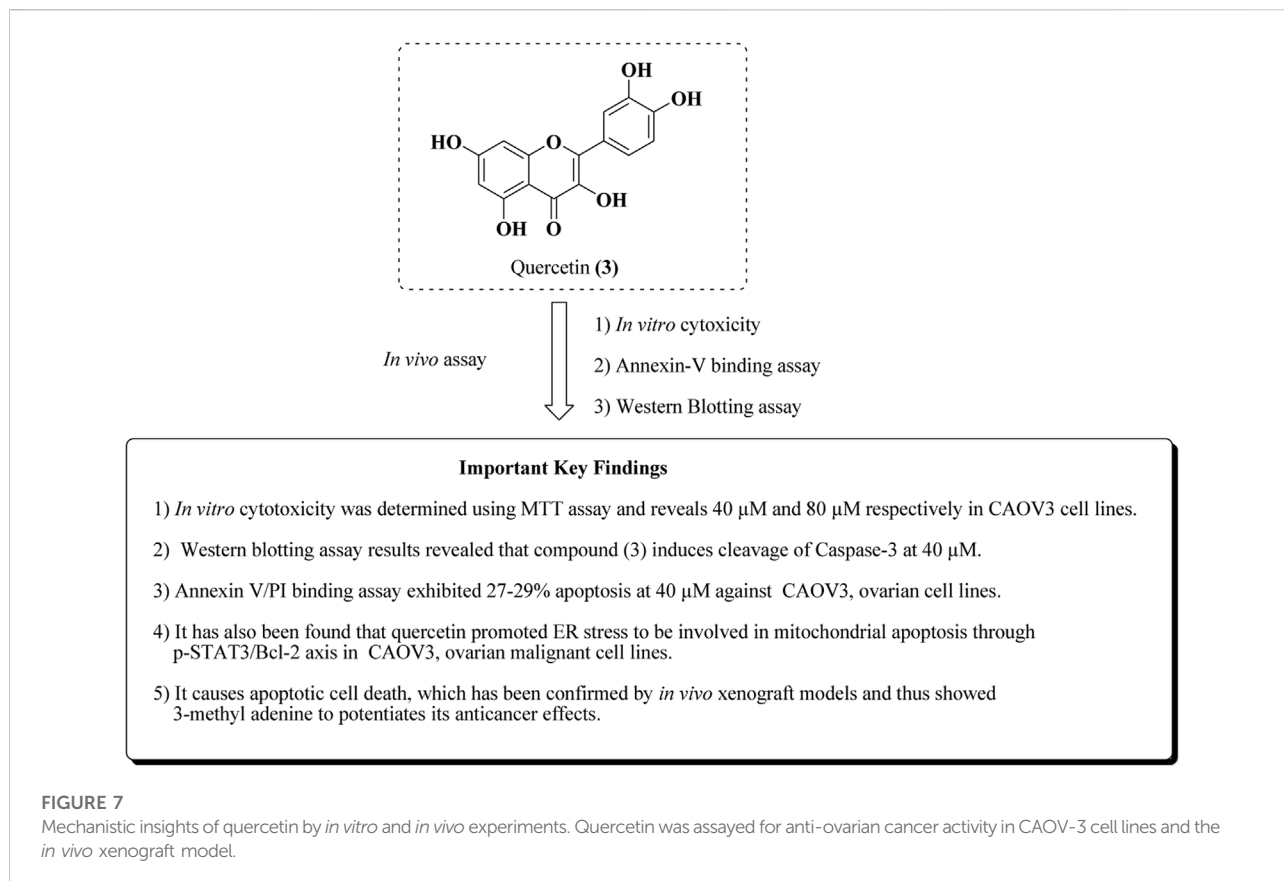 OH
OH
HO
O
OH
OH
O
Quercetin (3)
In vivo assay
1) In vitro cytoxicity
2) Annexin-V binding assay
3) Western Blotting assay
Important Key Findings
1) In vitro cytotoxicity was determined using MTT assay and reveals 40 μM and 80 μM respectively in CAOV3 cell lines.
2) Western blotting assay results revealed that compound (3) induces cleavage of Caspase-3 at 40 μM.
3) Annexin V/PI binding assay exhibited 27-29% apoptosis at 40 μM against CAOV3, ovarian cell lines.
4) It has also been found that quercetin promoted ER stress to be involved in mitochondrial apoptosis through
p-STAT3/Bcl-2 axis in CAOV3, ovarian malignant cell lines.
5) It causes apoptotic cell death, which has been confirmed by in vivo xenograft models and thus showed
3-methyl adenine to potentiates its anticancer effects.
FIGURE 7
Mechanistic insights of quercetin by in vitro and in vivo experiments. Quercetin was assayed for anti-ovarian cancer activity in CAOV-3 cell lines and the
in vivo xenograft model.